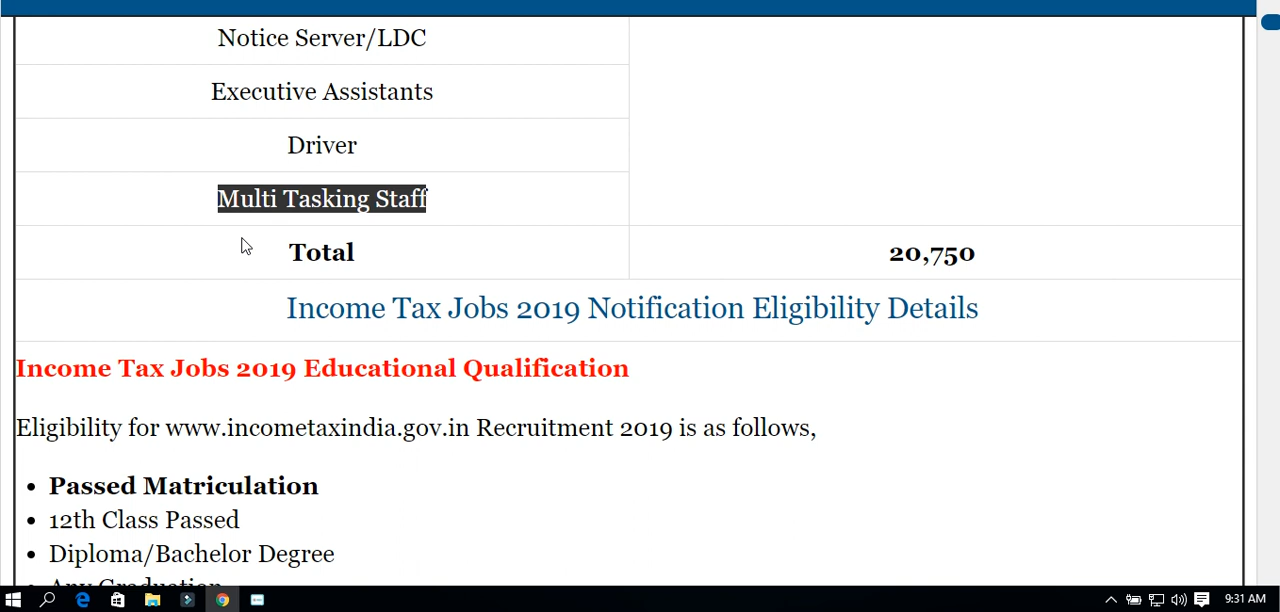 Notice Server/LDC
Executive Assistants
Driver
Multi Tasking Staff
Total 20,750
Income Tax Jobs 2019 Notification Eligibility Details
Income Tax Jobs 2019 Educational Qualification
Eligibility for www.incometaxindia.gov.in Recruitment 2019 is as follows,
• Passed Matriculation
• 12th Class Passed
• Diploma/Bachelor Degree
• Any Graduation
9:31 AM